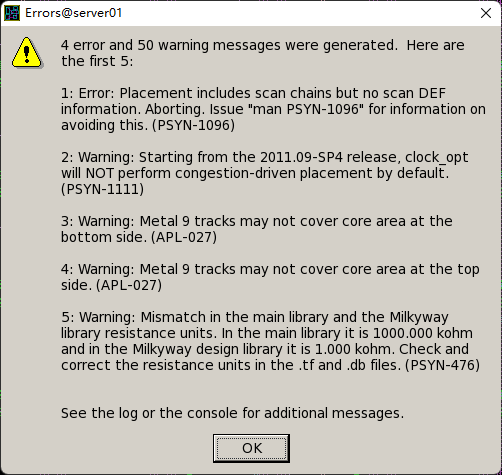 Errors@server01
4 error and 50 warning messages were generated.  Here are
the first 5:
1: Error: Placement includes scan chains but no scan DEF
information. Aborting. Issue "man PSYN-1096" for information on
avoiding this. (PSYN-1096)
2: Warning: Starting from the 2011.09-SP4 release, clock_opt
will NOT perform congestion-driven placement by default.
(PSYN-1111)
3: Warning: Metal 9 tracks may not cover core area at the
bottom side. (APL-027)
4: Warning: Metal 9 tracks may not cover core area at the top
side. (APL-027)
5: Warning: Mismatch in the main library and the Milkyway
library resistance units. In the main library it is 1000.000 kohm
and in the Milkyway design library it is 1.000 kohm. Check and
correct the resistance units in the .tf and .db files. (PSYN-476)
See the log or the console for additional messages.
OK